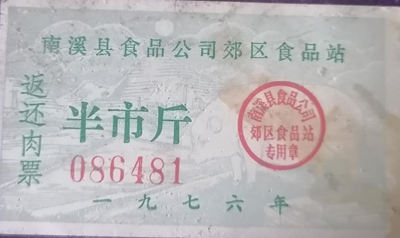 南溪县食品公司郊区食品站
返还肉票
半市斤
086481
南溪县食品公司
郊区食品站
专用章
一九七六年